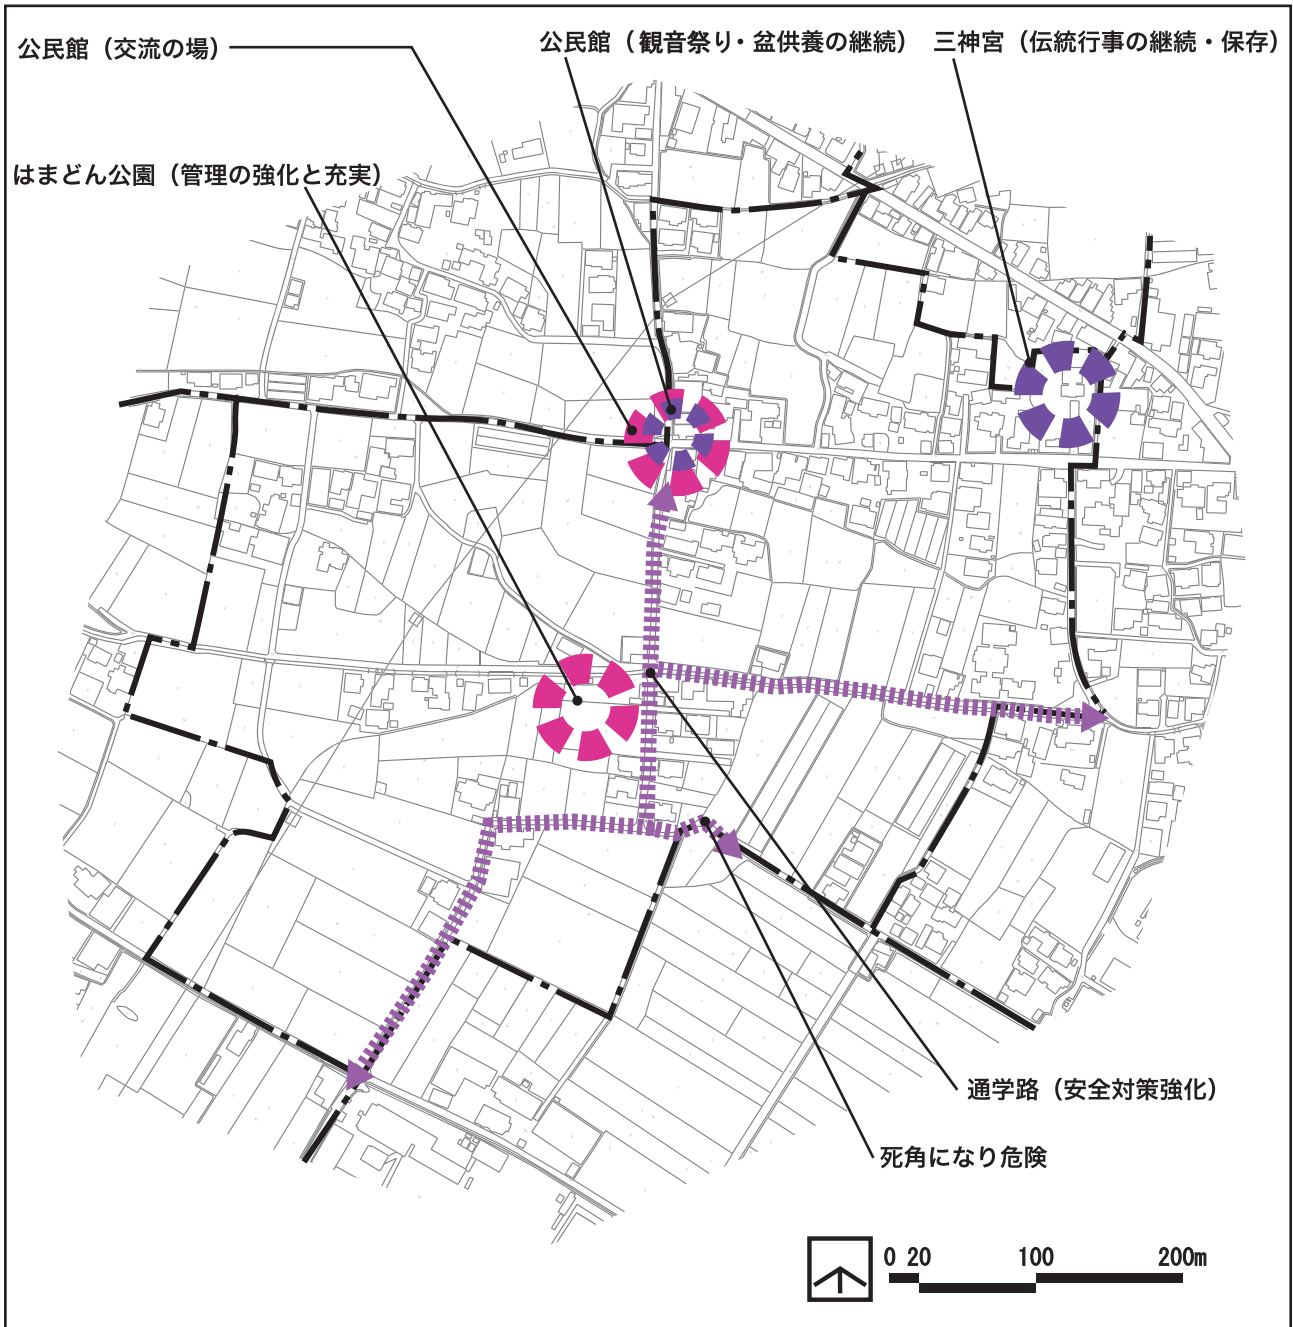 公民館（交流の場）
公民館（観音祭り・盆供養の継続）
三神宮（伝統行事の継続・保存）
はまどん公園（管理の強化と充実）
通学路（安全対策強化）
死角になり危険
0 20 100 200m